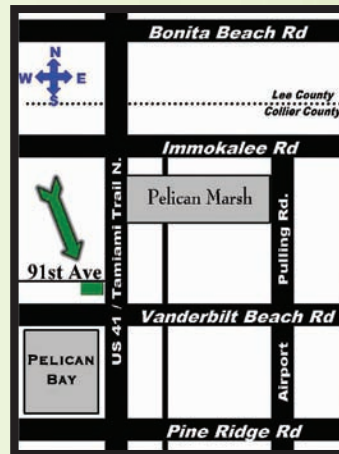 Bonita Beach Rd
N
W E
S
Lee County
Collier County
Immokalee Rd
US 41 / Tamiami Trail N.
Pelican Marsh
Airport Pulling Rd.
91st Ave
Vanderbilt Beach Rd
PELICAN
BAY
Pine Ridge Rd